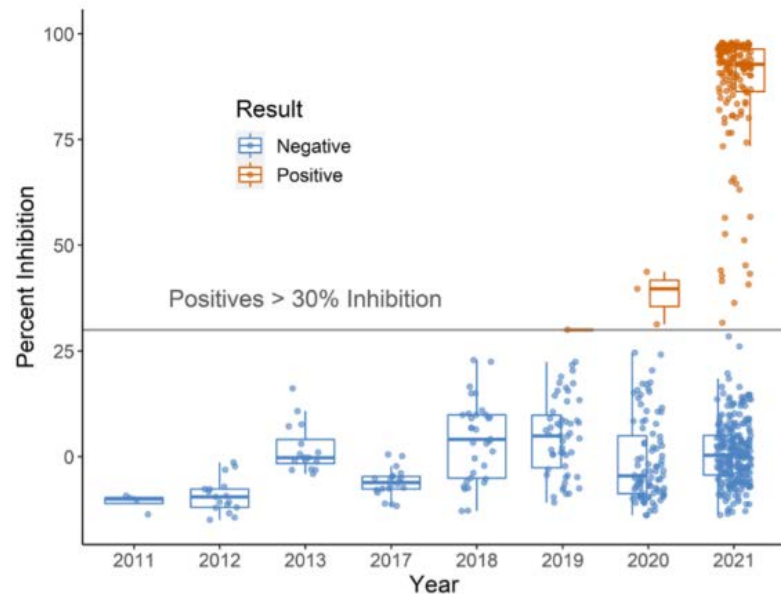 100
75
50
25
0
Percent Inhibition
Result
Negative
Positive
Positives > 30% Inhibition
2011 2012 2013 2017 2018 2019 2020 2021
Year